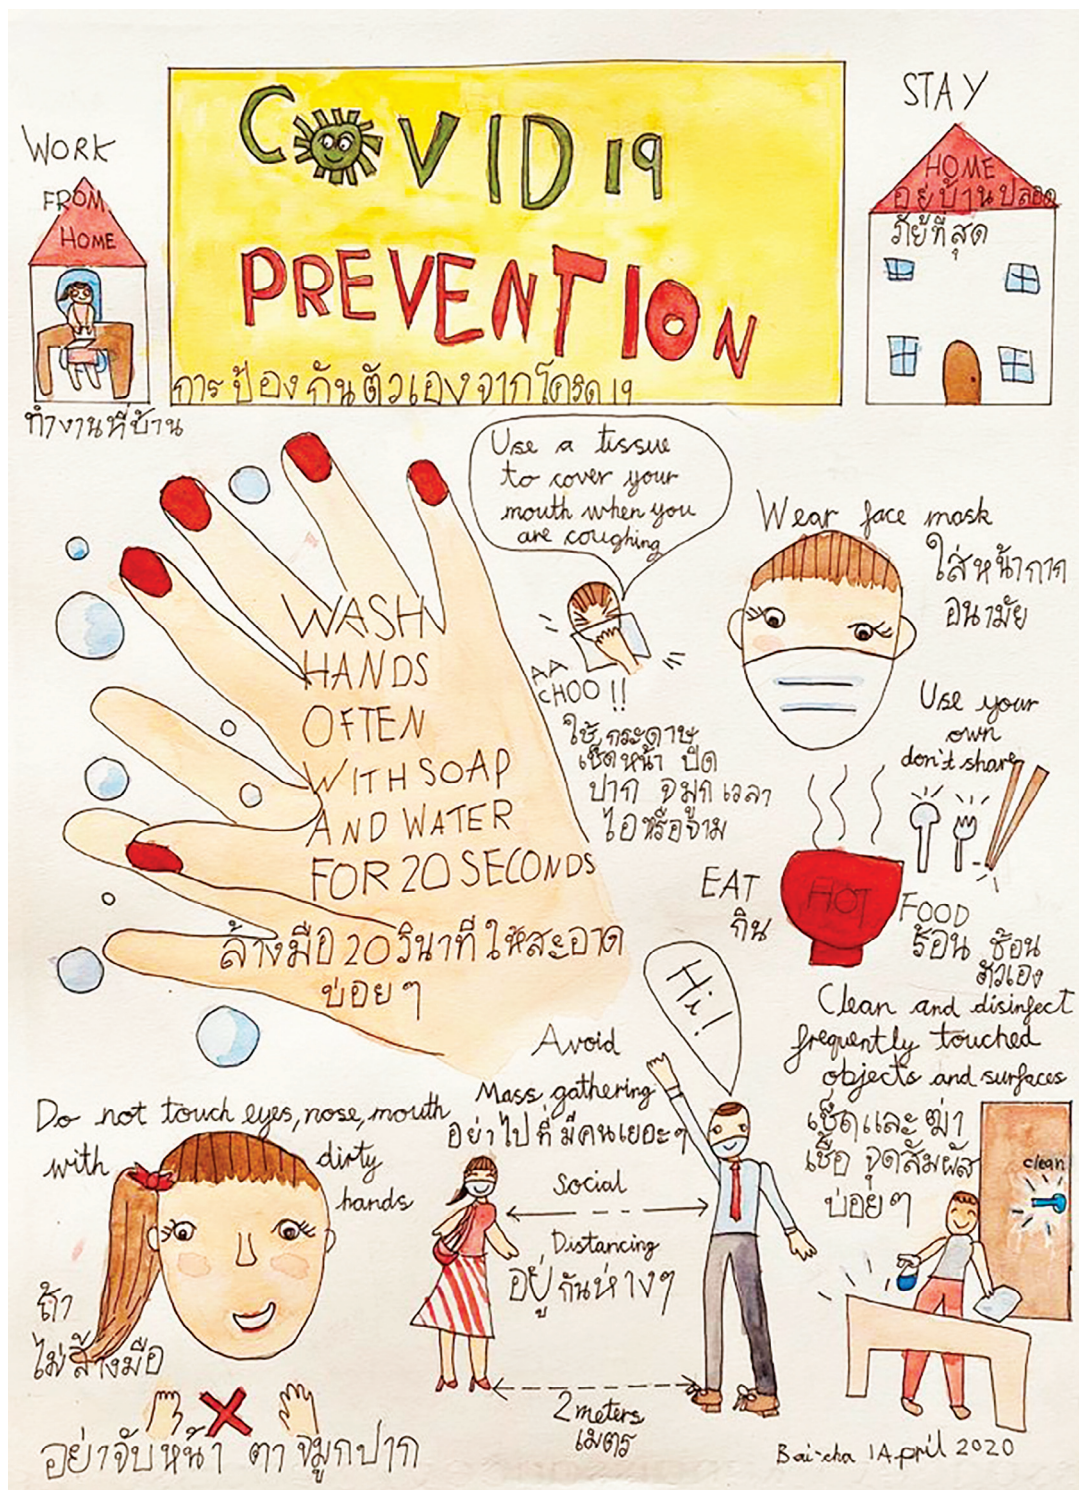 COVID 19
PREVENTION
การป้องกันตัวเองจากโควิด 19
WORK
FROM
HOME
ทำงานที่บ้าน
STAY
HOME
อยู่บ้านปลอด
ภัยที่สุด
Use a tissue
to cover your
mouth when you
are coughing
AA
CHOO !!
ใช้กระดาษ
เช็ดหน้า ปิด
ปาก จมูก เวลา
ไอหรือจาม
Wear face mask
ใส่หน้ากาก
อนามัย
WASH
HANDS
OFTEN
WITH SOAP
AND WATER
FOR 20 SECONDS
ล้างมือ 20 วินาที ให้สะอาด
บ่อยๆ
Use your
own
don't share
EAT
กิน
HOT
FOOD
ร้อน ช้อน
ตัวเอง
Hi!
Avoid
Mass gathering
อย่าไปที่มีคนเยอะๆ
Social
Distancing
อยู่กันห่างๆ
2 meters
เมตร
Clean and disinfect
frequently touched
objects and surfaces
เช็ดและฆ่า
เชื้อ จุดสัมผัส
บ่อยๆ
clean
Do not touch eyes, nose, mouth
with dirty
hands
ถ้า
ไม่ล้างมือ
อย่าจับหน้า ตา จมูกปาก
Bai-cha 1 April 2020